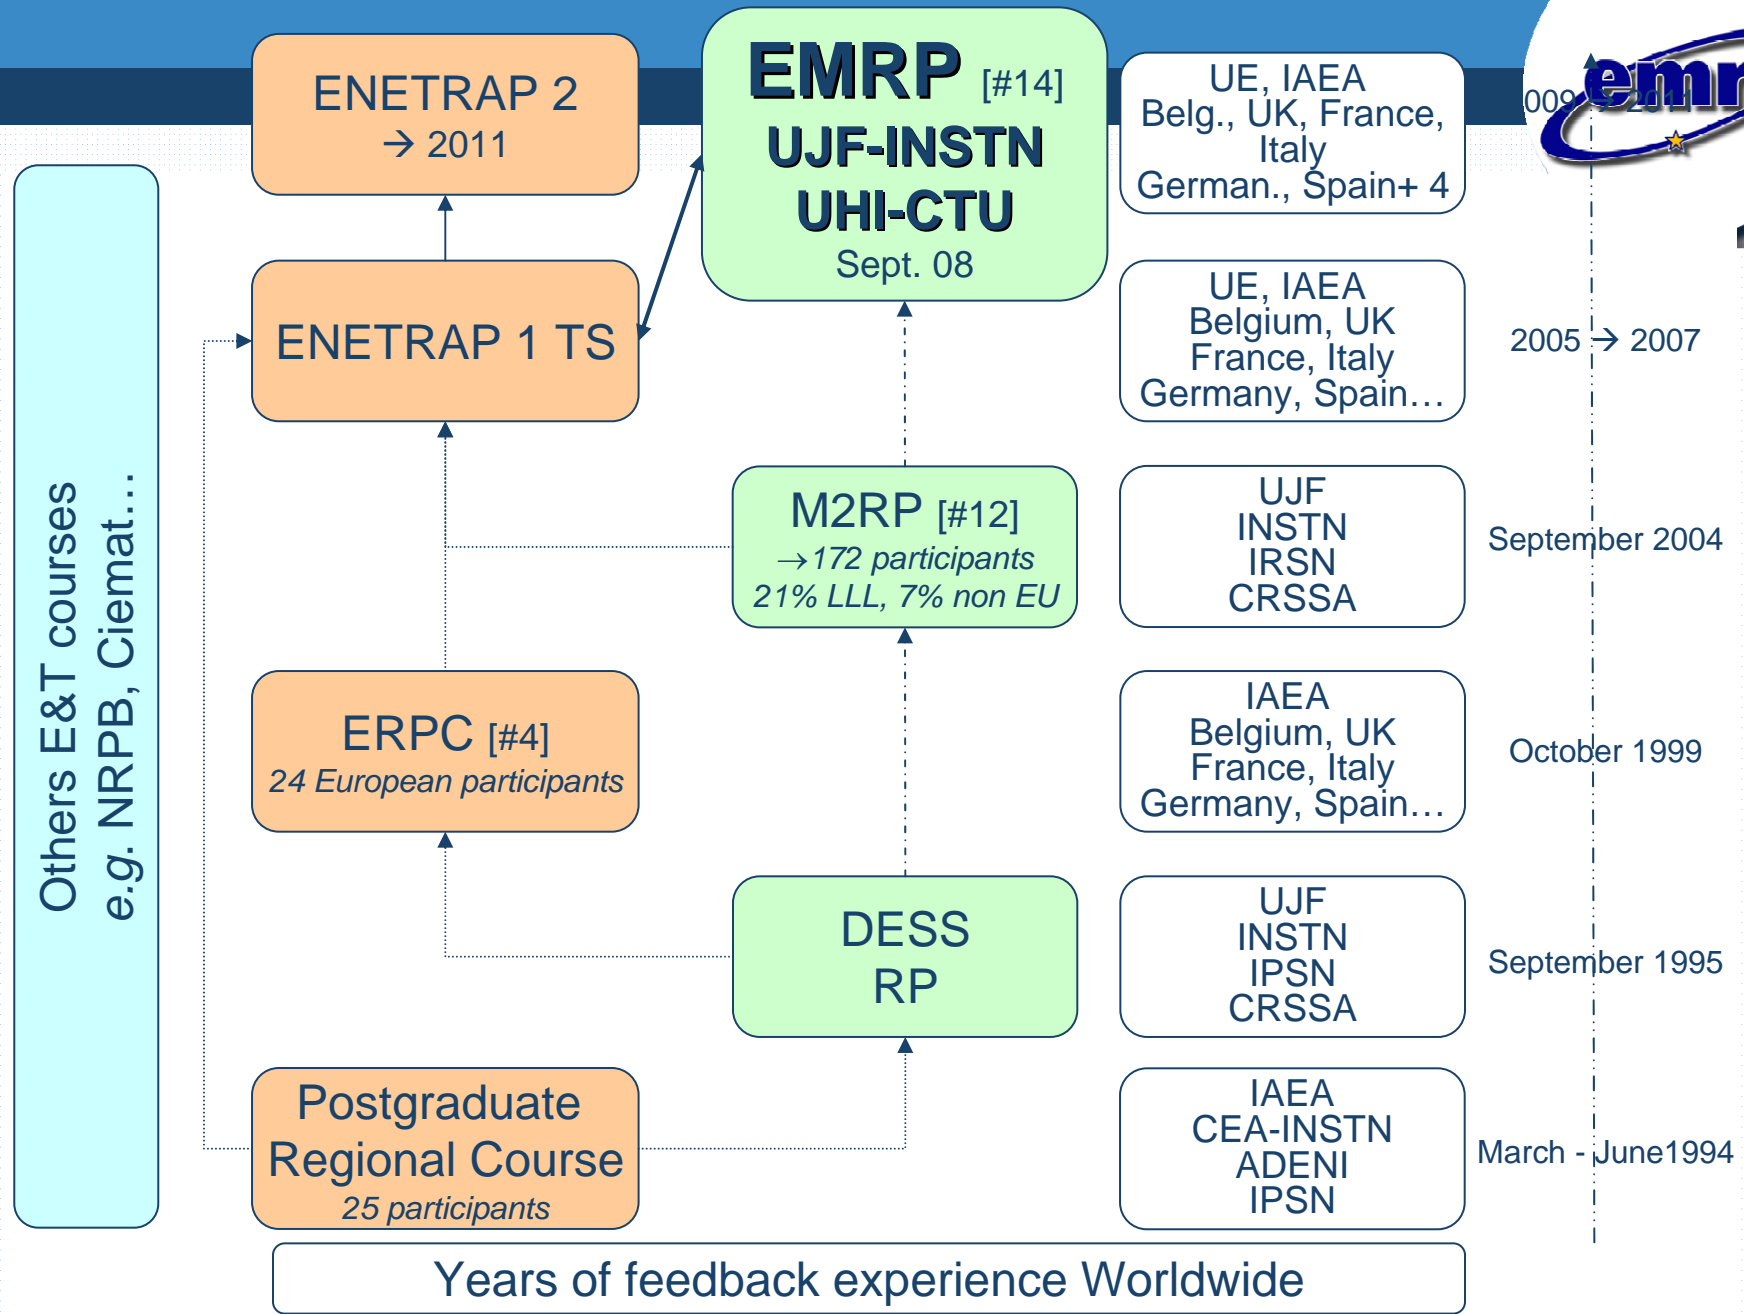 ENETRAP 2
→ 2011
EMRP [#14]
UJF-INSTN
UHI-CTU
Sept. 08
UE, IAEA
Belg., UK, France,
Italy
German., Spain+ 4
009 → 2011
ENETRAP 1 TS
UE, IAEA
Belgium, UK
France, Italy
Germany, Spain…
2005 → 2007
Others E&T courses
e.g. NRPB, Ciemat…
M2RP [#12]
→172 participants
21% LLL, 7% non EU
UJF
INSTN
IRSN
CRSSA
September 2004
ERPC [#4]
24 European participants
IAEA
Belgium, UK
France, Italy
Germany, Spain…
October 1999
DESS
RP
UJF
INSTN
IPSN
CRSSA
September 1995
Postgraduate
Regional Course
25 participants
IAEA
CEA-INSTN
ADENI
IPSN
March - June1994
Years of feedback experience Worldwide